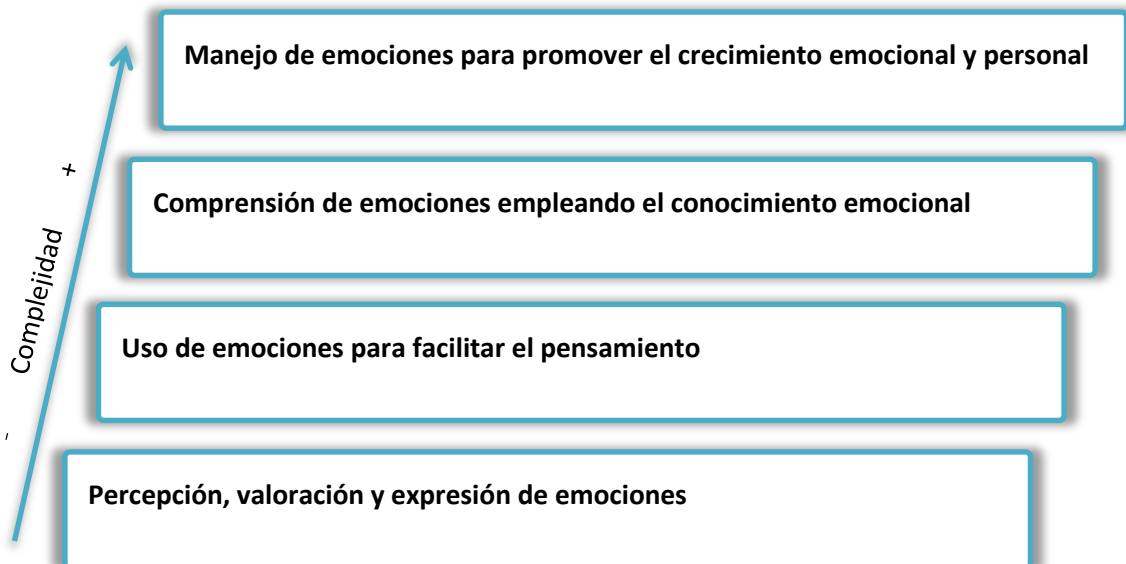 Manejo de emociones para promover el crecimiento emocional y personal
+
Comprensión de emociones empleando el conocimiento emocional
Complejidad
Uso de emociones para facilitar el pensamiento
-
Percepción, valoración y expresión de emociones